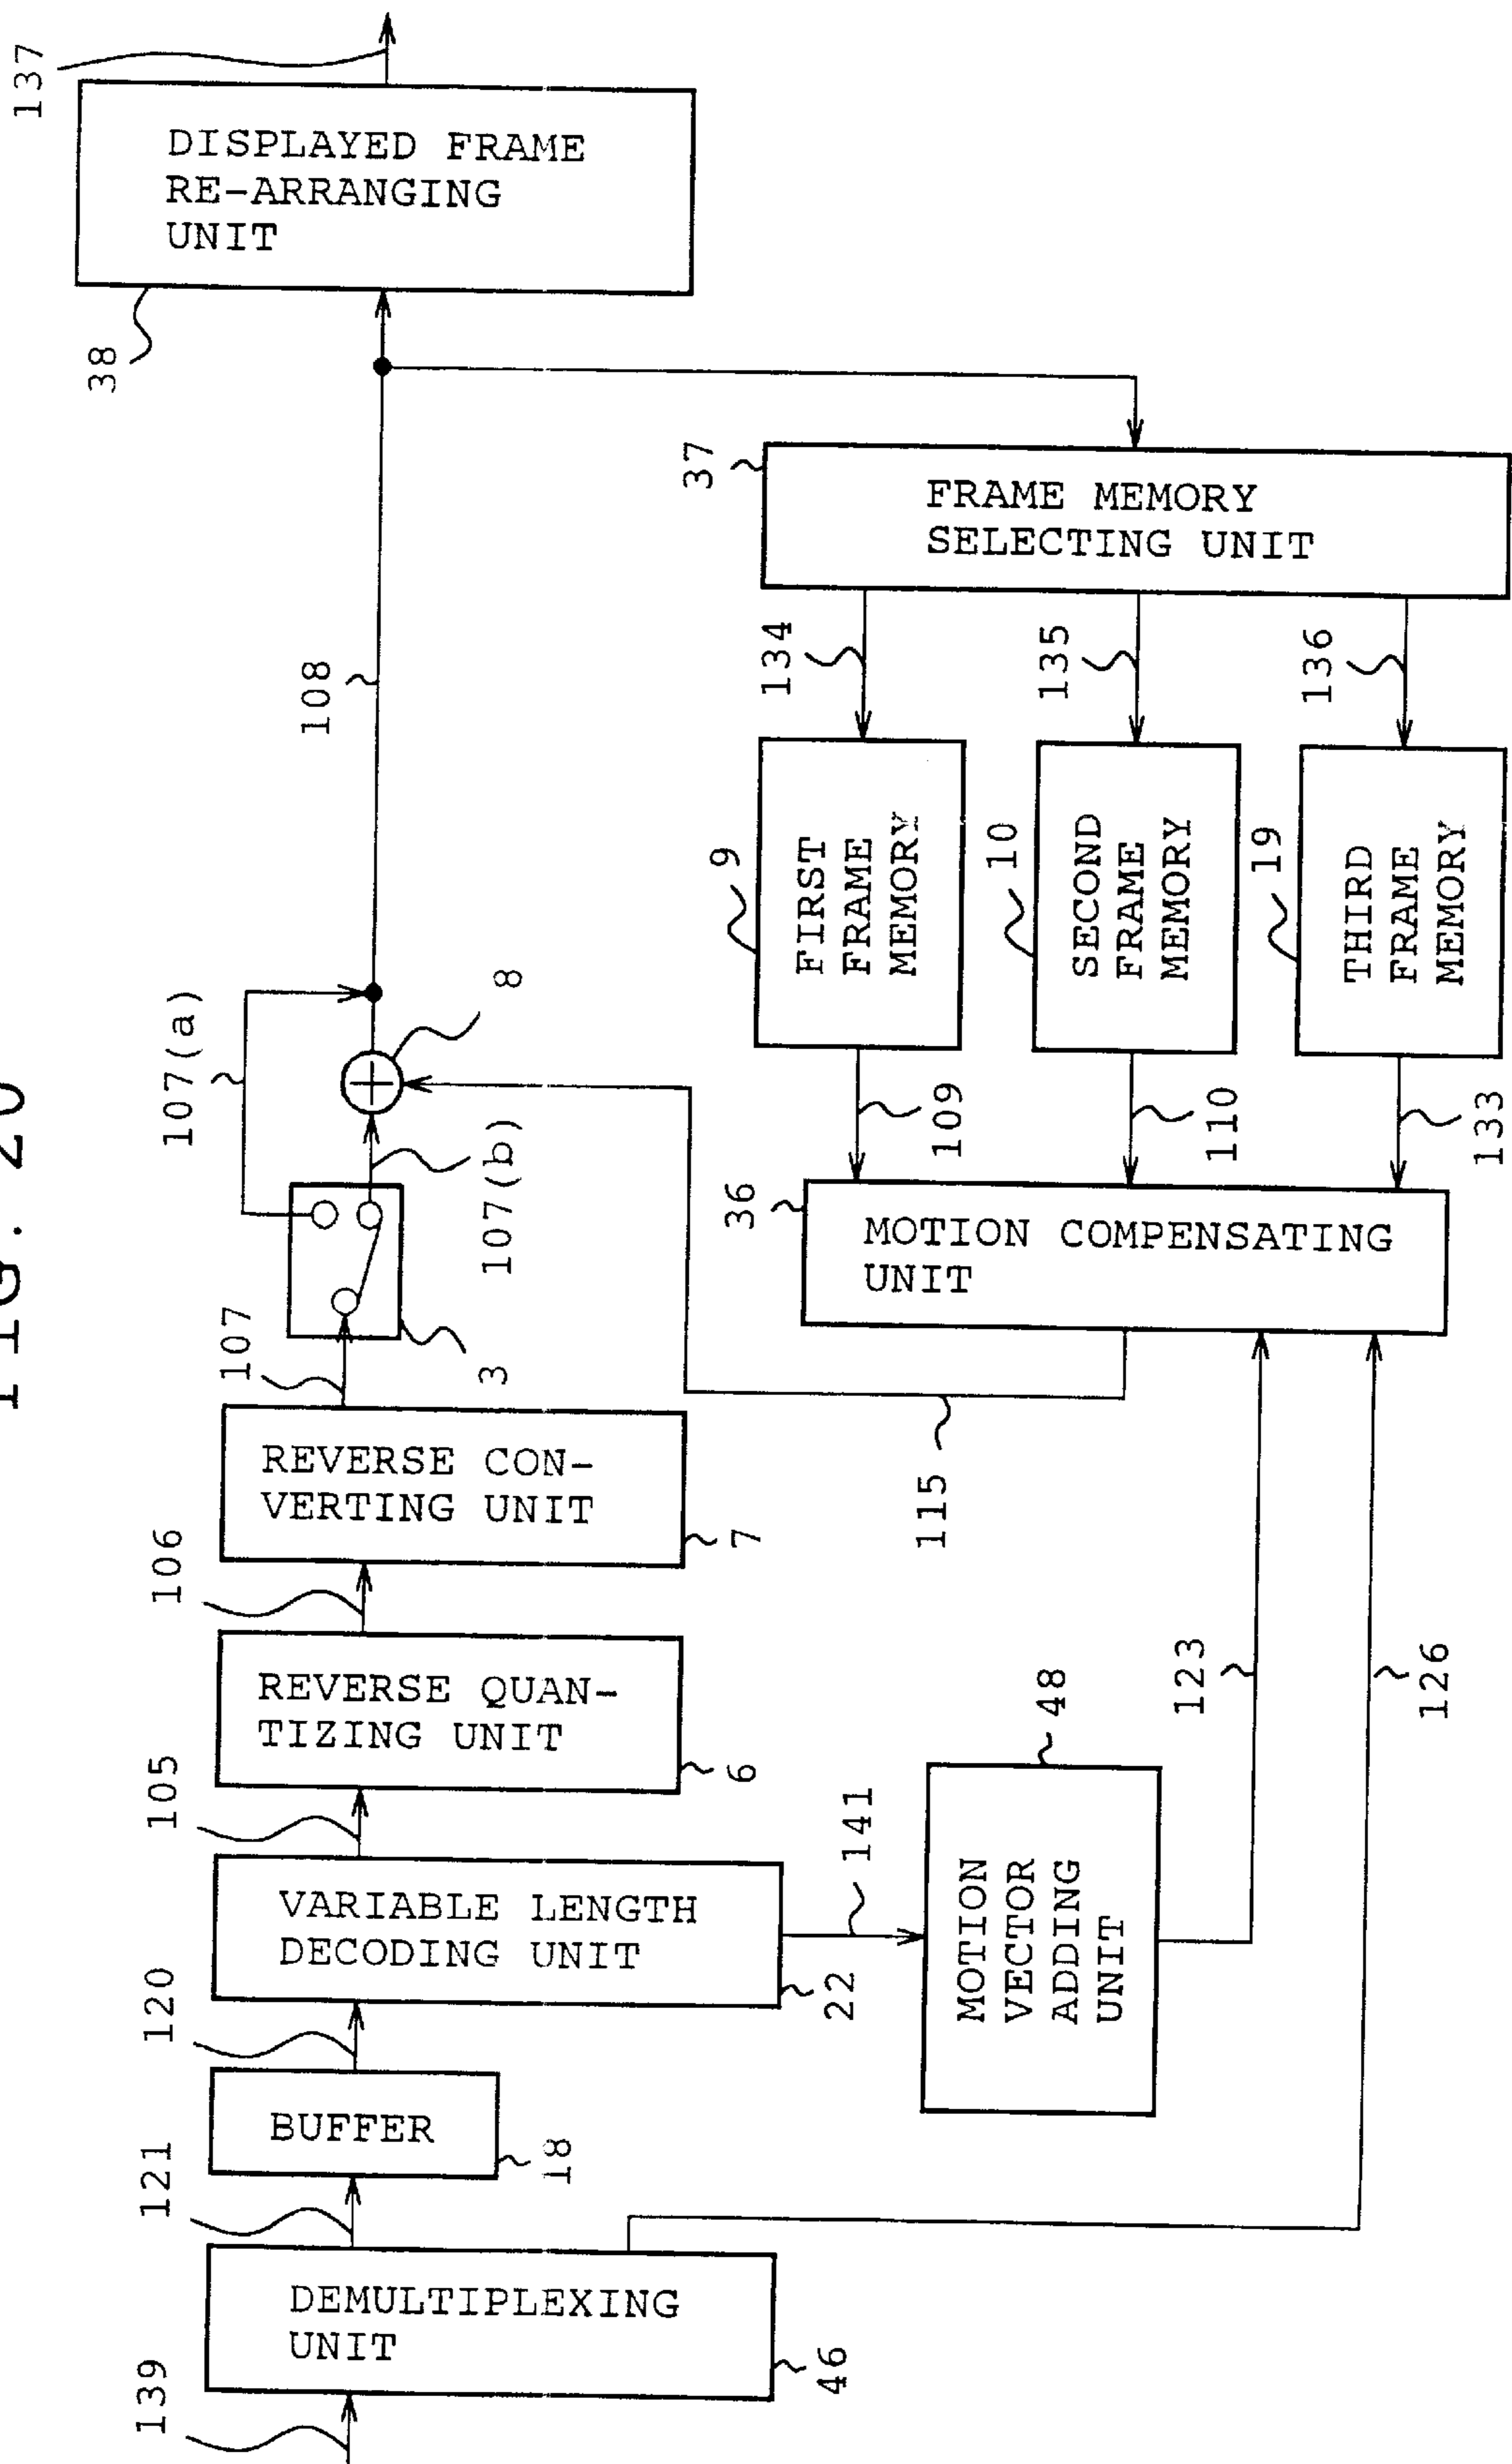 FIG. 20
137
DISPLAYED FRAME
RE-ARRANGING
UNIT
38
108
37
FRAME MEMORY
SELECTING UNIT
134
135
136
9
FIRST
FRAME
MEMORY
10
SECOND
FRAME
MEMORY
19
THIRD
FRAME
MEMORY
107(a)
8
107(b)
109
110
133
36
MOTION COMPENSATING
UNIT
107
3
115
REVERSE CON-
VERTING UNIT
7
106
REVERSE QUAN-
TIZING UNIT
6
105
VARIABLE LENGTH
DECODING UNIT
22
141
48
MOTION
VECTOR
ADDING
UNIT
123
126
120
BUFFER
18
121
DEMULTIPLEXING
UNIT
46
139